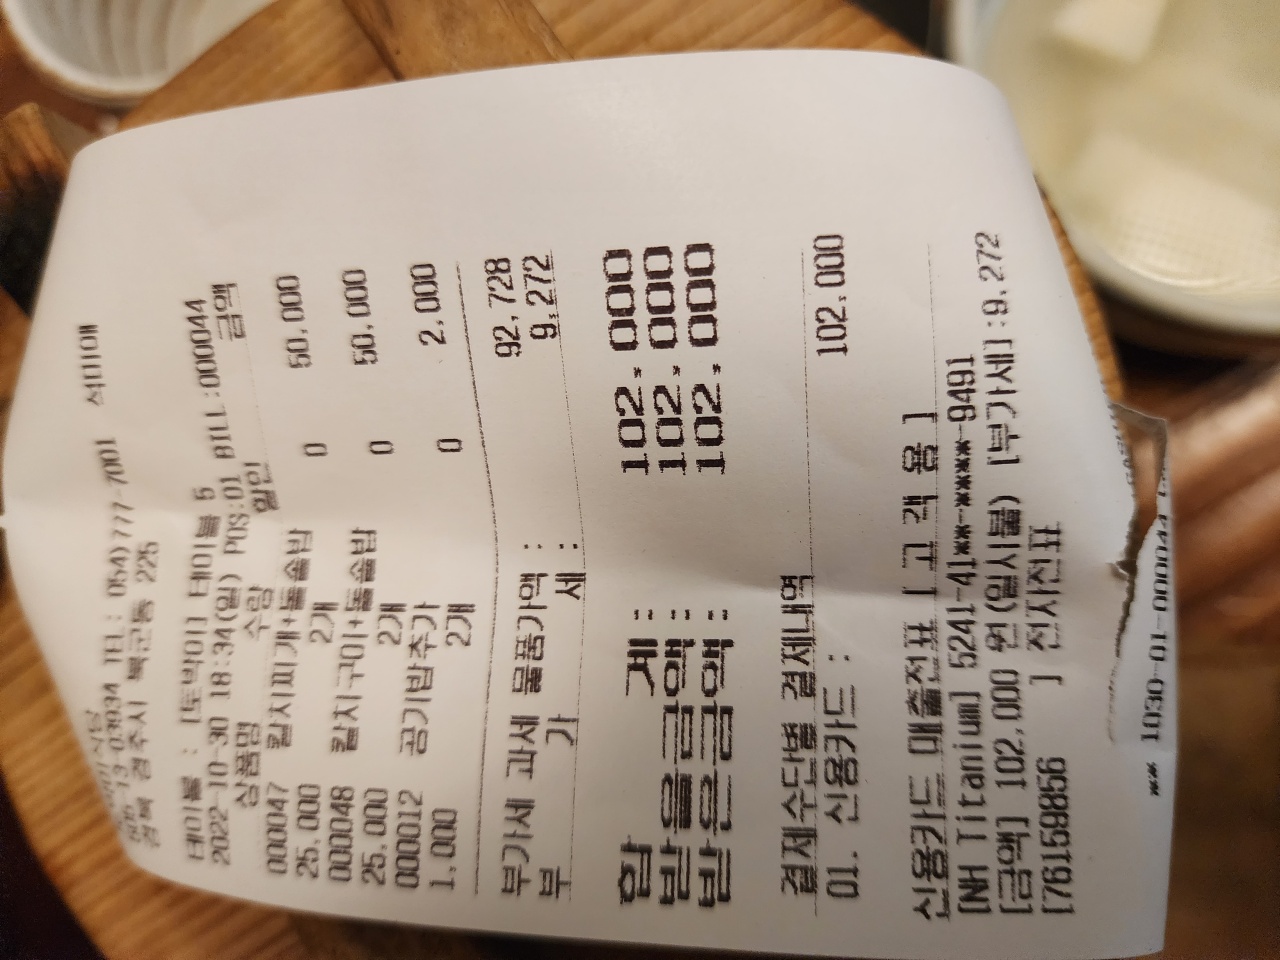 TEL: 054)777-7001 석미애
경북 경주시 북군동 225
테이블 : [토박이] 테이블 5
2022-10-30 18:34(일) POS:01 BILL:000044
상품명 수량 할인 금액
000047 칼치찌개+돌솥밥
25,000 2개 0 50,000
000048 칼치구이+돌솥밥
25,000 2개 0 50,000
000012 공기밥추가
1,000 2개 0 2,000
부가세 과세 물품가액 : 92,728
부 가 세 : 9,272
합 계: 102,000
받을금액: 102,000
받은금액: 102,000
결제수단별 결제내역
01. 신용카드 : 102,000
신용카드 매출전표 [ 고 객 용 ]
[NH Titanium] 5241-41**-****-9491
[금액] 102,000 원(일시불) [부가세]:9,272
[76159856 ] 전자전표
** 1030-01-000044